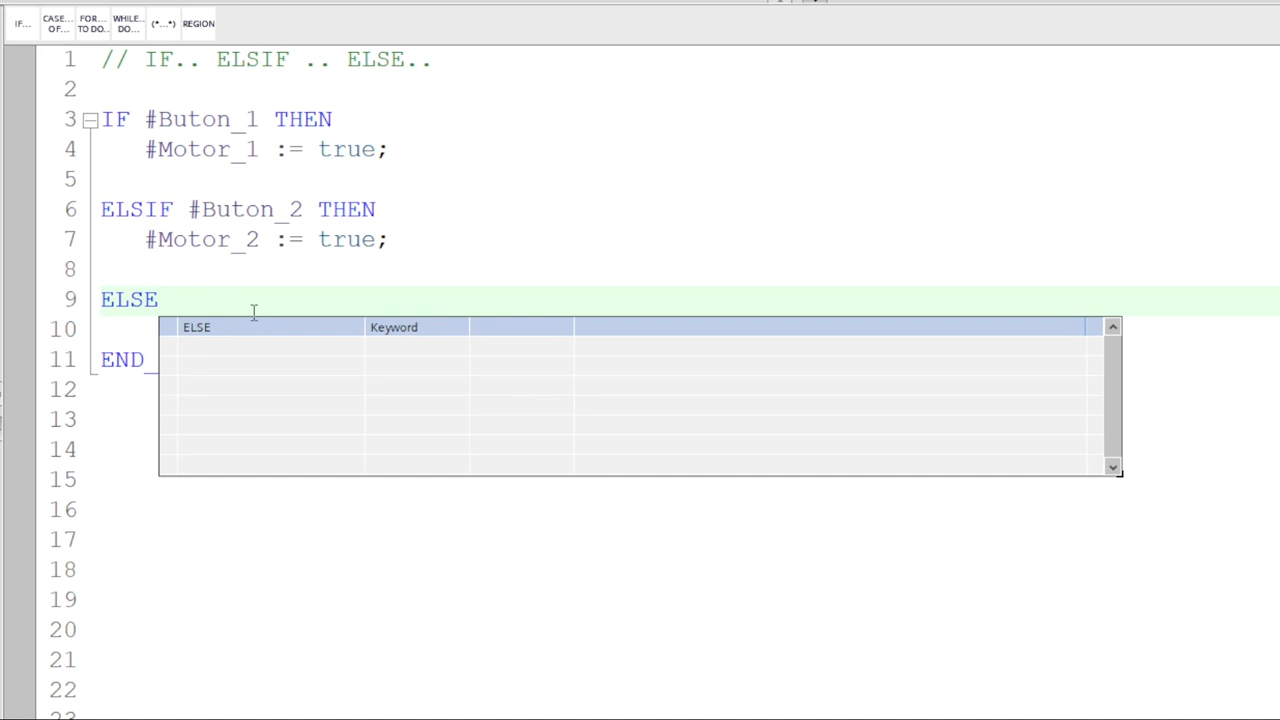 IF... CASE... OF... FOR... TO DO.. WHILE.. DO... (*...*) REGION
1 // IF.. ELSIF .. ELSE..
2
3 IF #Buton_1 THEN
4 #Motor_1 := true;
5
6 ELSIF #Buton_2 THEN
7 #Motor_2 := true;
8
9 ELSE
ELSE Keyword
10
11 END_
12
13
14
15
16
17
18
19
20
21
22
23